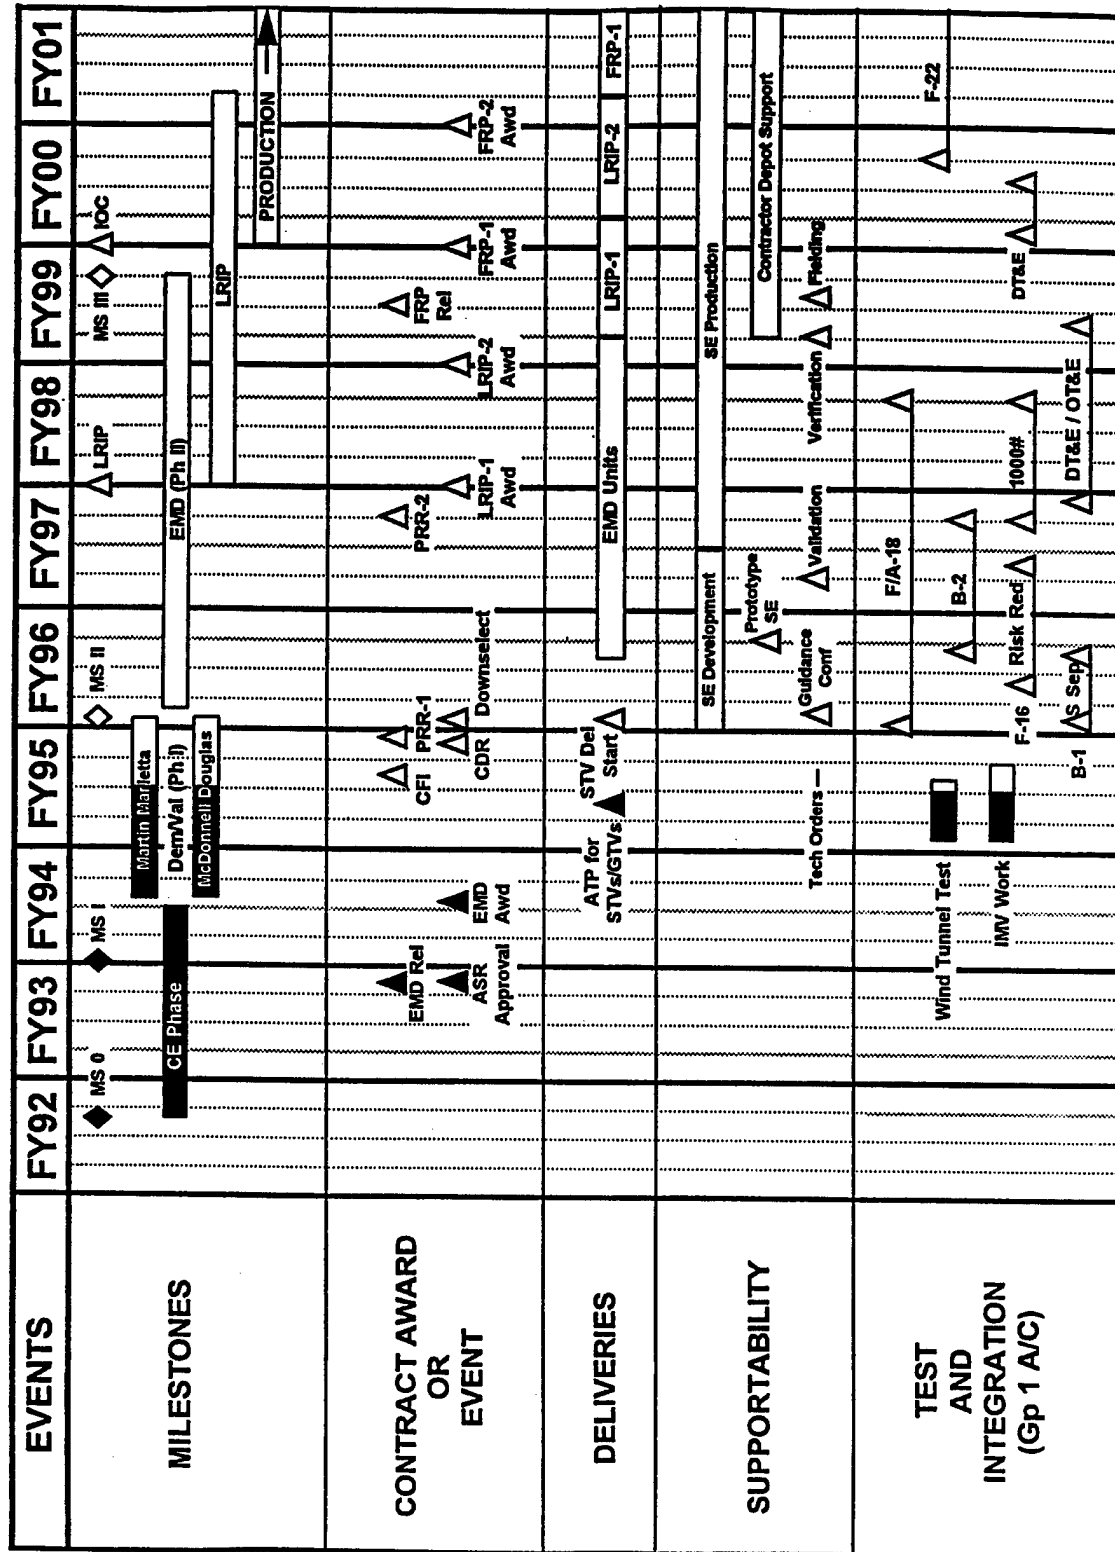 EVENTS
FY92
FY93
FY94
FY95
FY96
FY97
FY98
FY99
FY00
FY01
MILESTONES
MS 0
MS I
MS II
LRIP
MS III
IOC
Martin Marietta
CE Phase
Dem/Val (Ph I)
EMD (Ph II)
McDonnell Douglas
LRIP
PRODUCTION
CONTRACT AWARD
OR
EVENT
EMD Rel
CFI
PRR-1
PRR-2
FRP
Rel
ASR
Approval
EMD
Awd
CDR
Downselect
LRIP-1
Awd
LRIP-2
Awd
FRP-1
Awd
FRP-2
Awd
DELIVERIES
ATP for
STVs/GTVs
STV Del
Start
EMD Units
LRIP-1
LRIP-2
FRP-1
SUPPORTABILITY
SE Development
SE Production
Prototype
SE
Contractor Depot Support
Tech Orders
Guidance
Conf
Validation
Verification
Fielding
TEST
AND
INTEGRATION
(Gp 1 A/C)
F/A-18
Wind Tunnel Test
B-2
F-22
IMV Work
F-16
Risk Red
1000#
DT&E
B-1
S Sep
DT&E / OT&E